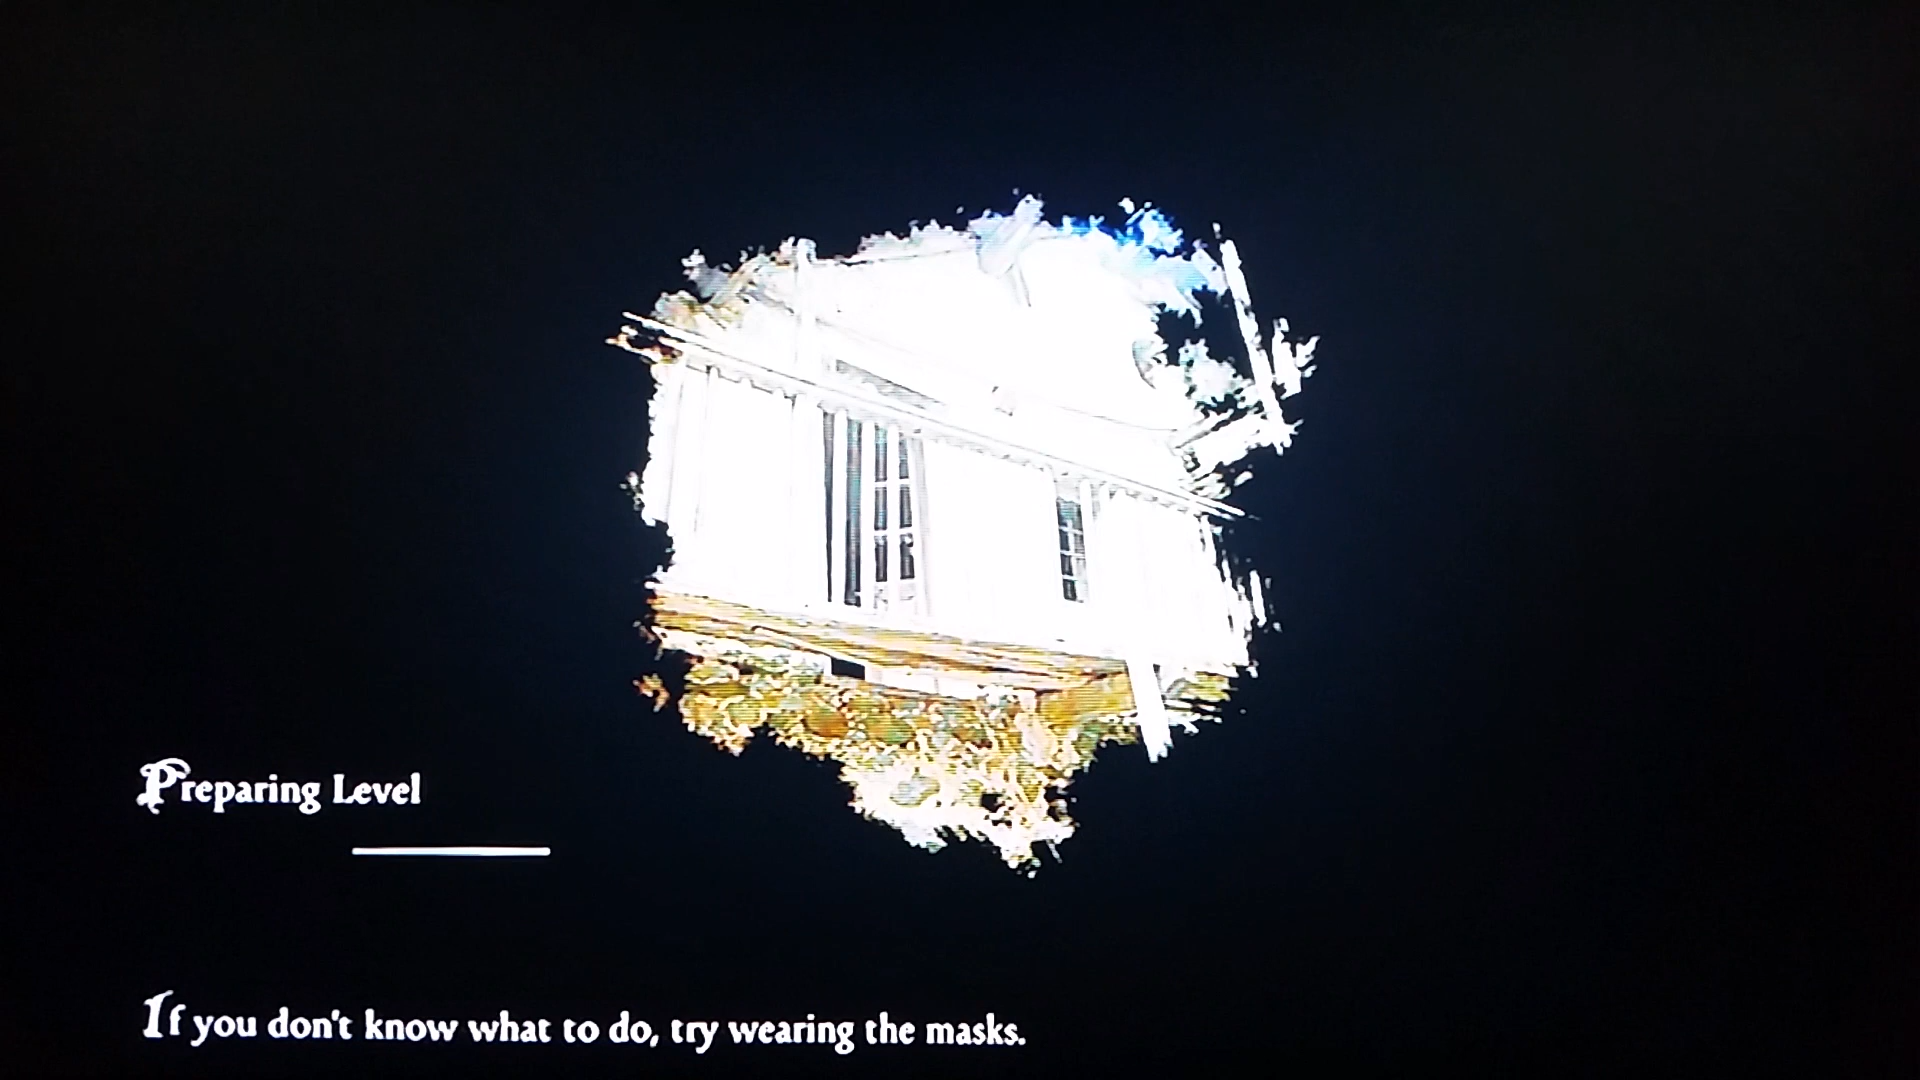 Preparing Level
If you don't know what to do, try wearing the masks.